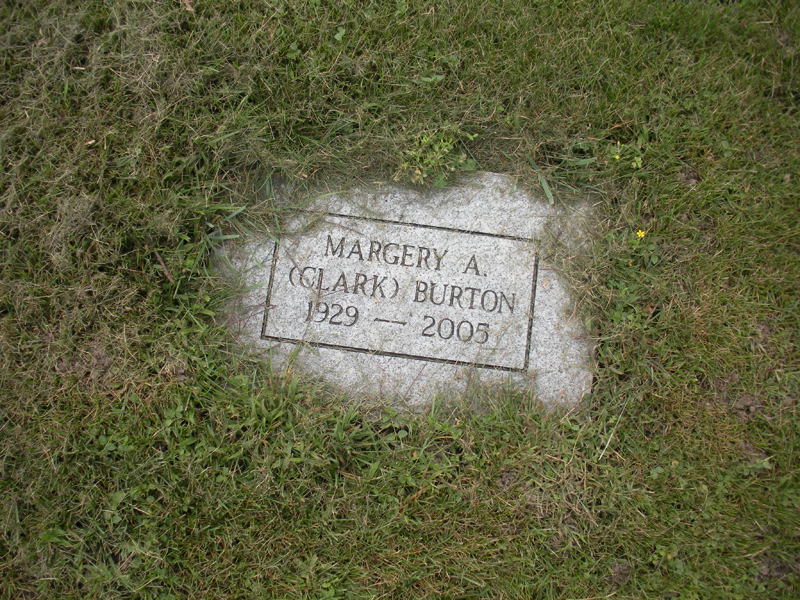 MARGERY A.
(CLARK) BURTON
1929 — 2005